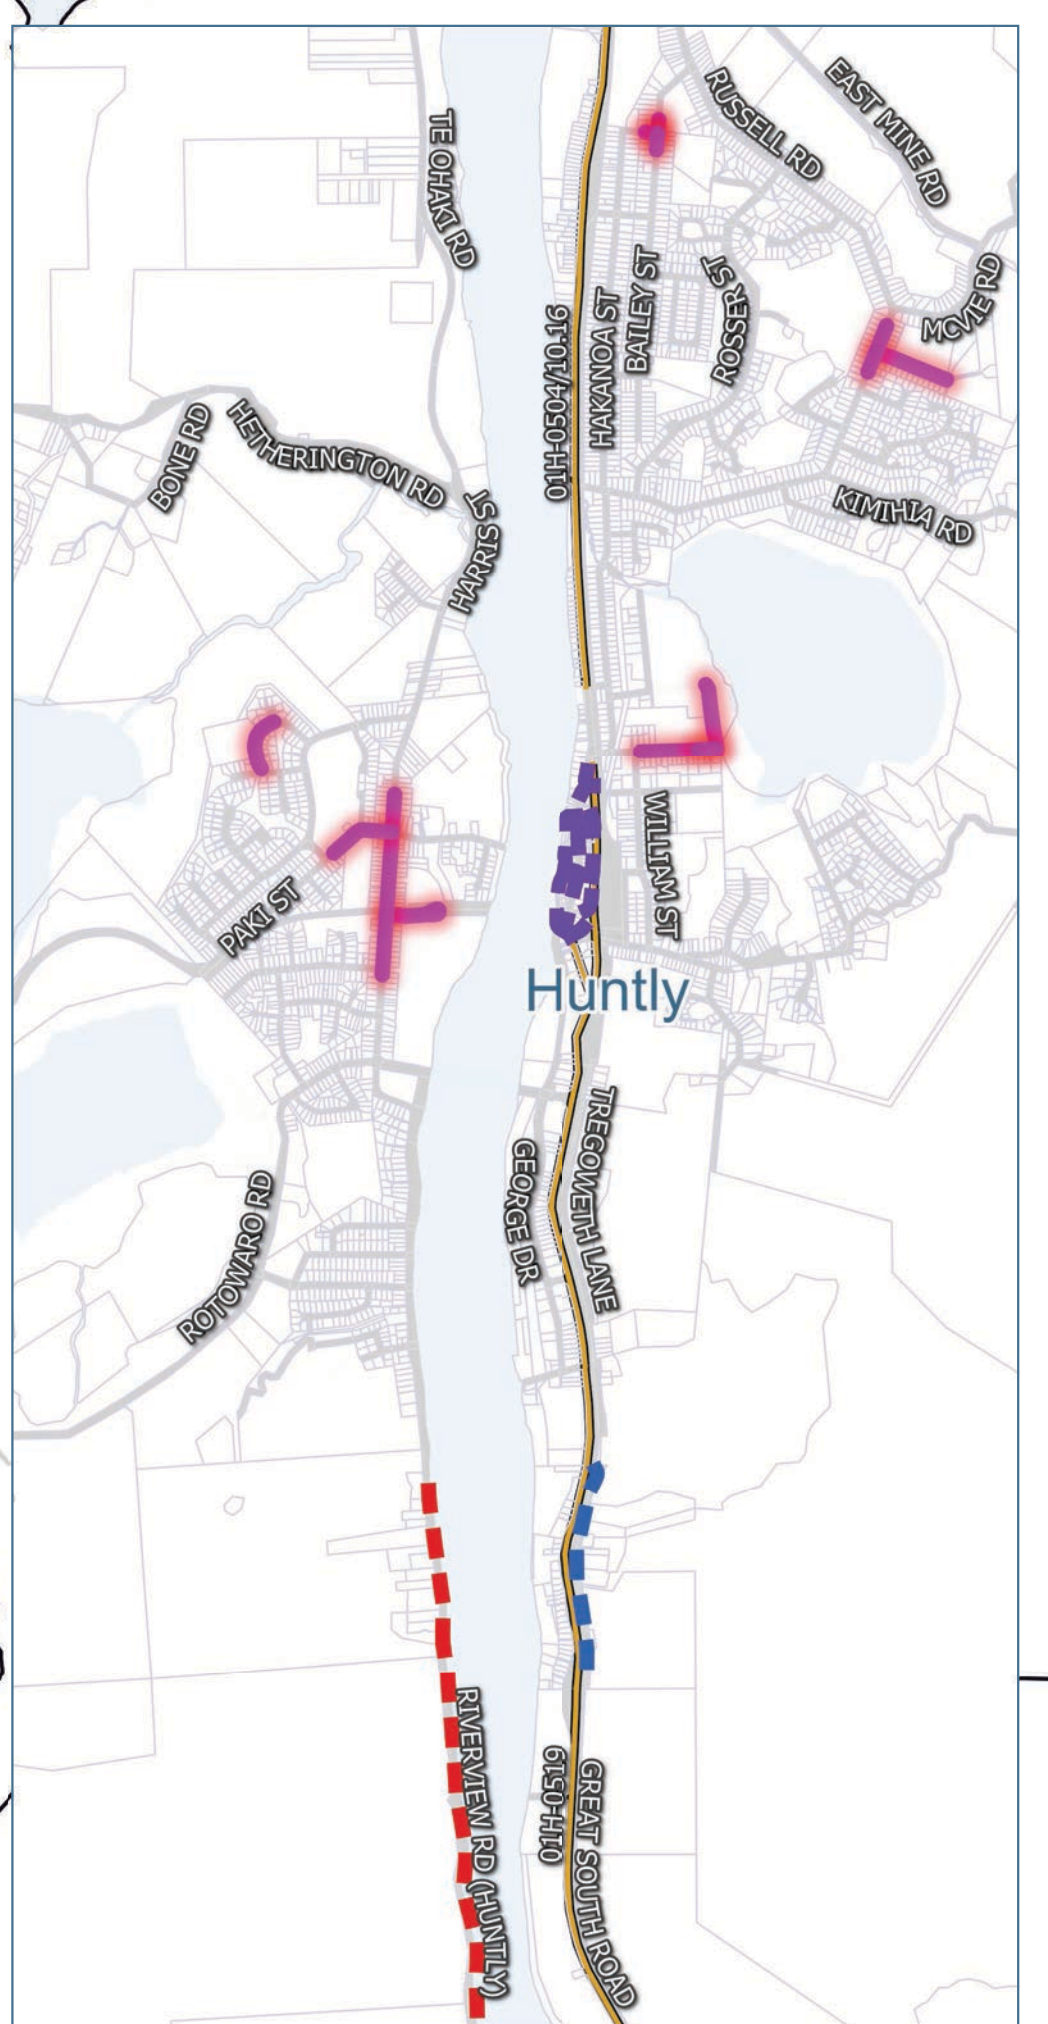 EAST MINE RD
RUSSELL RD
TE OHAKI RD
ROSSER ST
BAILEY ST
MCVIE RD
HAKANOA ST
01H-0504/10.16
BONE RD
HETHERINGTON RD
KIMIHIA RD
HARRIS ST
WILLIAM ST
PAKI ST
Huntly
TREGOWETH LANE
GEORGE DR
ROTOWARO RD
RIVERVIEW RD (HUNTLY)
01H-0519
GREAT SOUTH ROAD